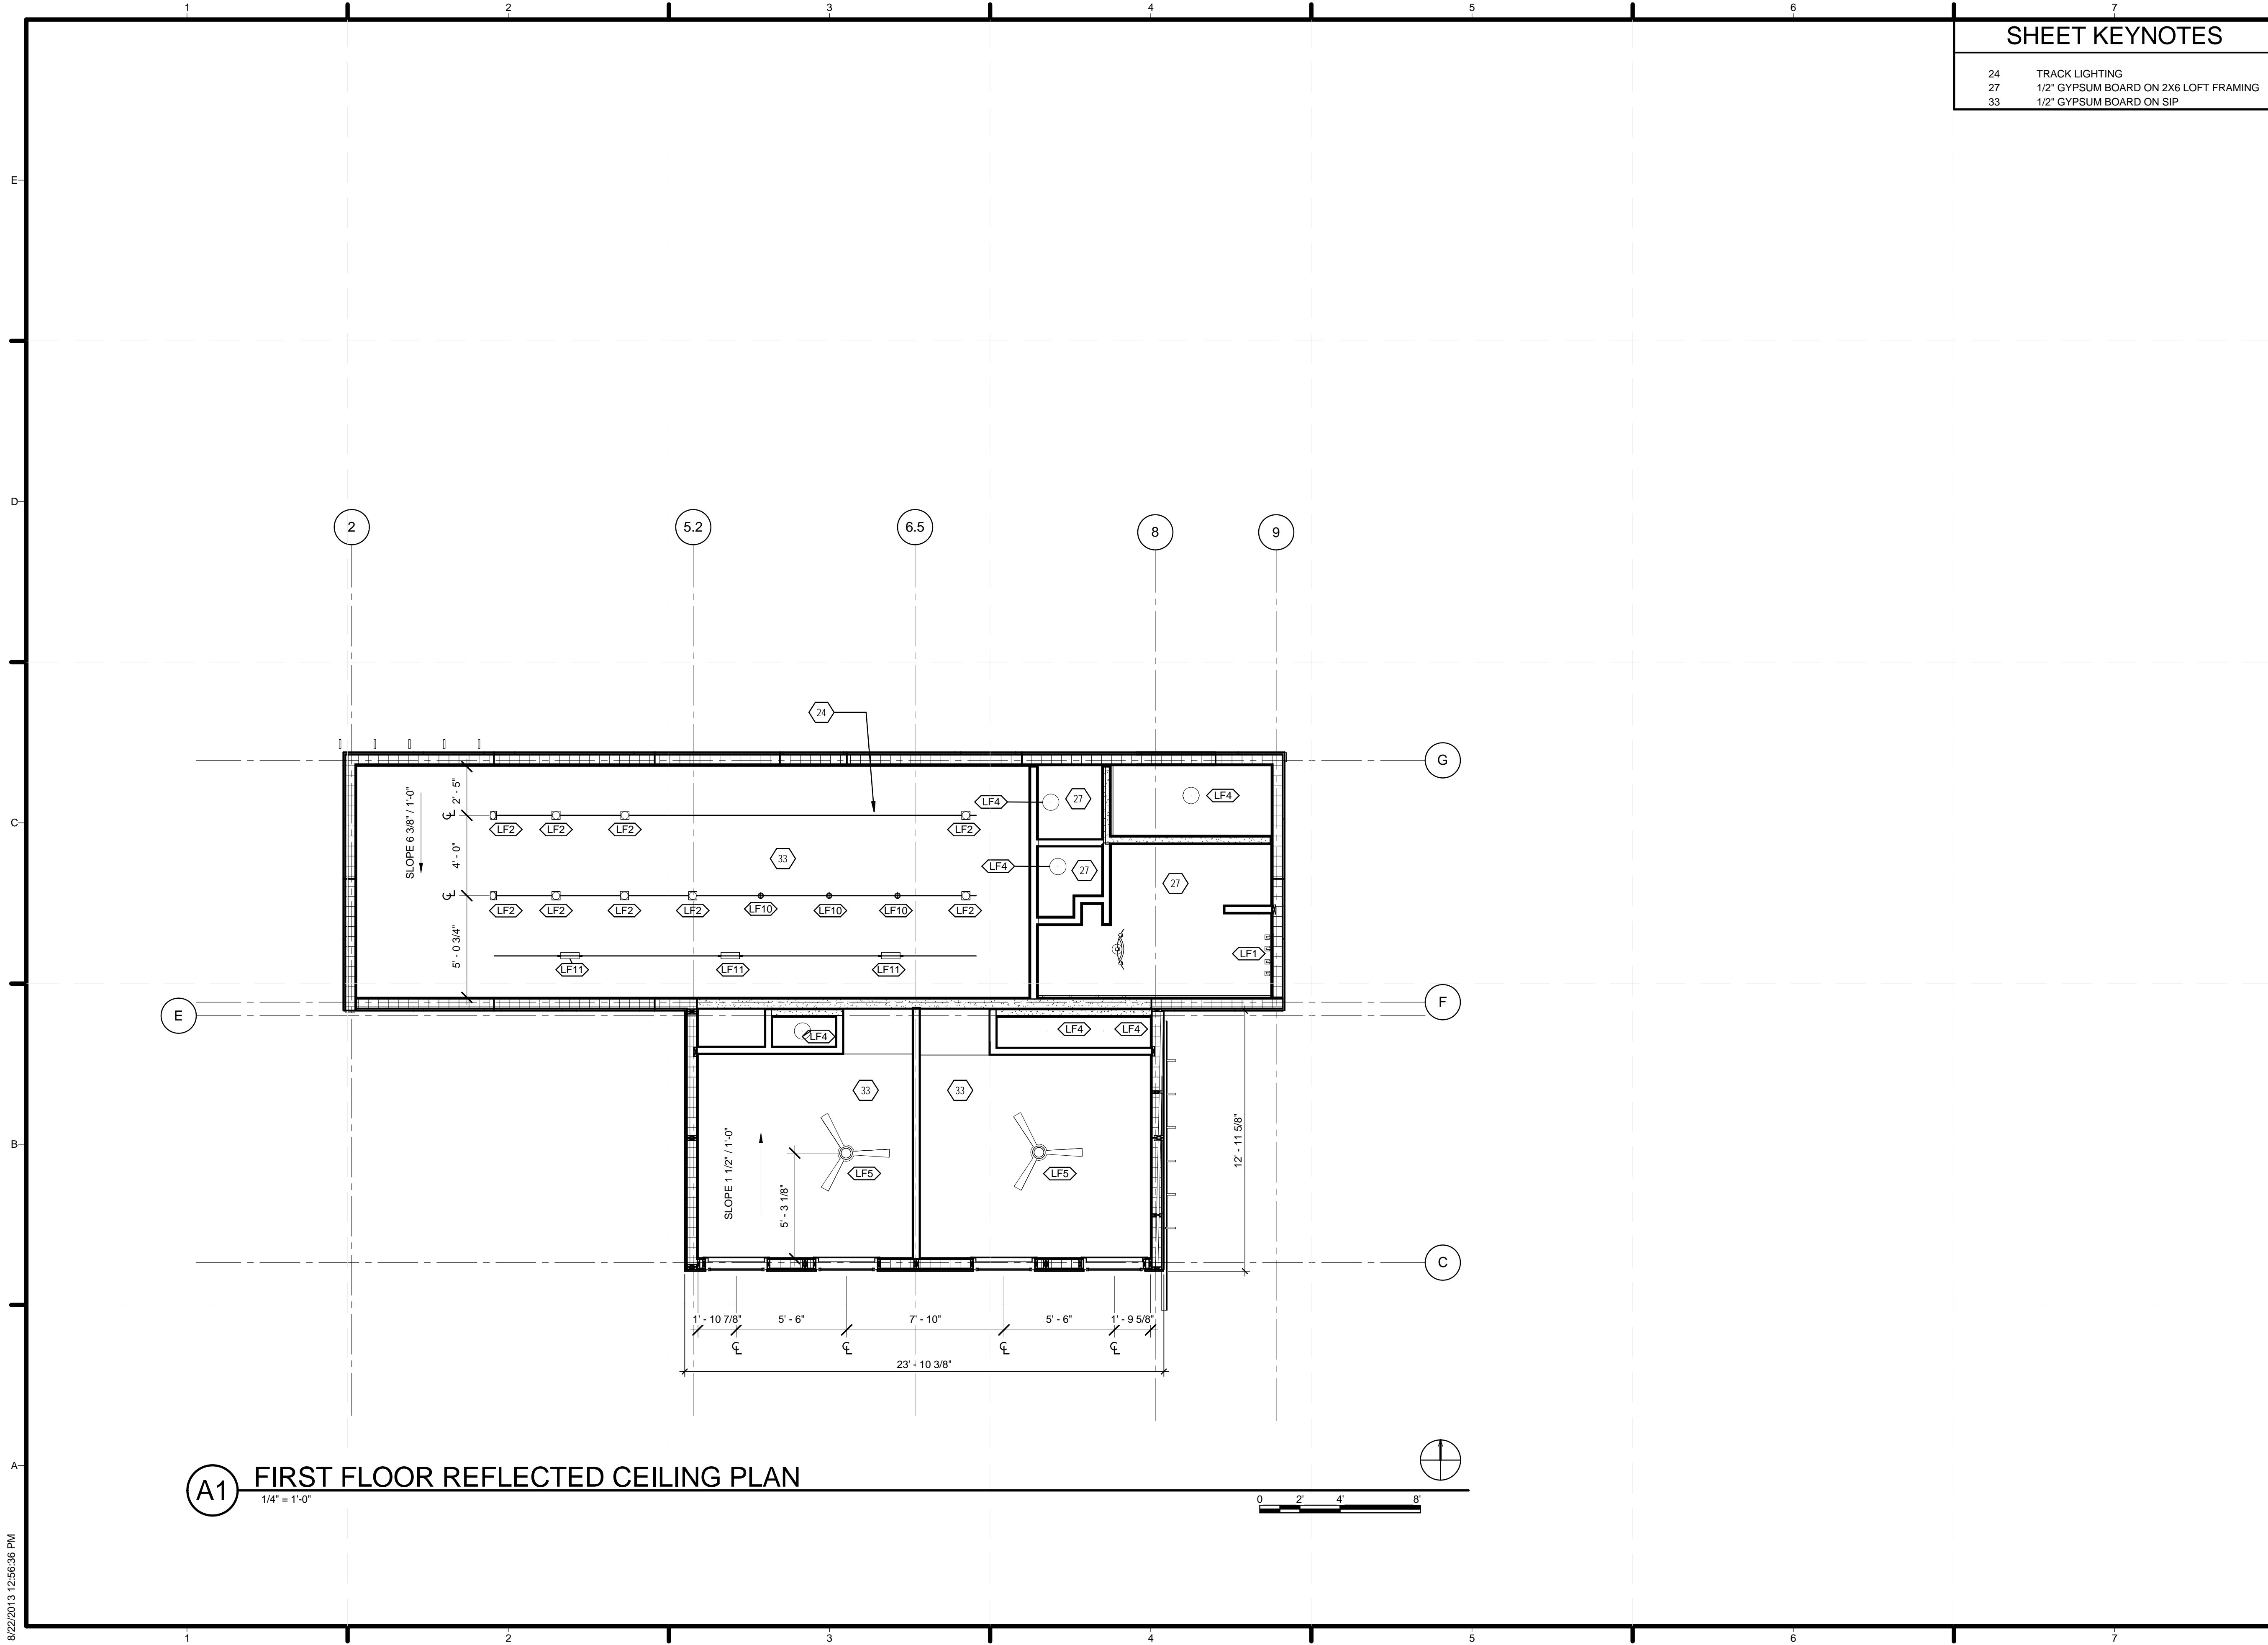 1 2 3 4 5 6 7
SHEET KEYNOTES
24 TRACK LIGHTING
27 1/2" GYPSUM BOARD ON 2X6 LOFT FRAMING
33 1/2" GYPSUM BOARD ON SIP
E
D
2 5.2 6.5 8 9
24
G
SLOPE 6 3/8" / 1'-0"
2' - 5"
LF4 27 LF4
C
LF2 LF2 LF2 LF2
4' - 0"
33
LF4 27
27
LF2 LF2 LF2 LF2 LF10 LF10 LF10 LF2
5' - 0 3/4"
LF1
LF11 LF11 LF11
F
E
LF4 LF4 LF4
33 33
B
SLOPE 1 1/2" / 1'-0"
5' - 3 1/8"
12' - 11 5/8"
LF5 LF5
C
1' - 10 7/8" 5' - 6" 7' - 10" 5' - 6" 1' - 9 5/8"
23' - 10 3/8"
A
A1 FIRST FLOOR REFLECTED CEILING PLAN
1/4" = 1'-0"
0 2' 4' 8'
8/22/2013 12:56:36 PM
1 2 3 4 5 6 7